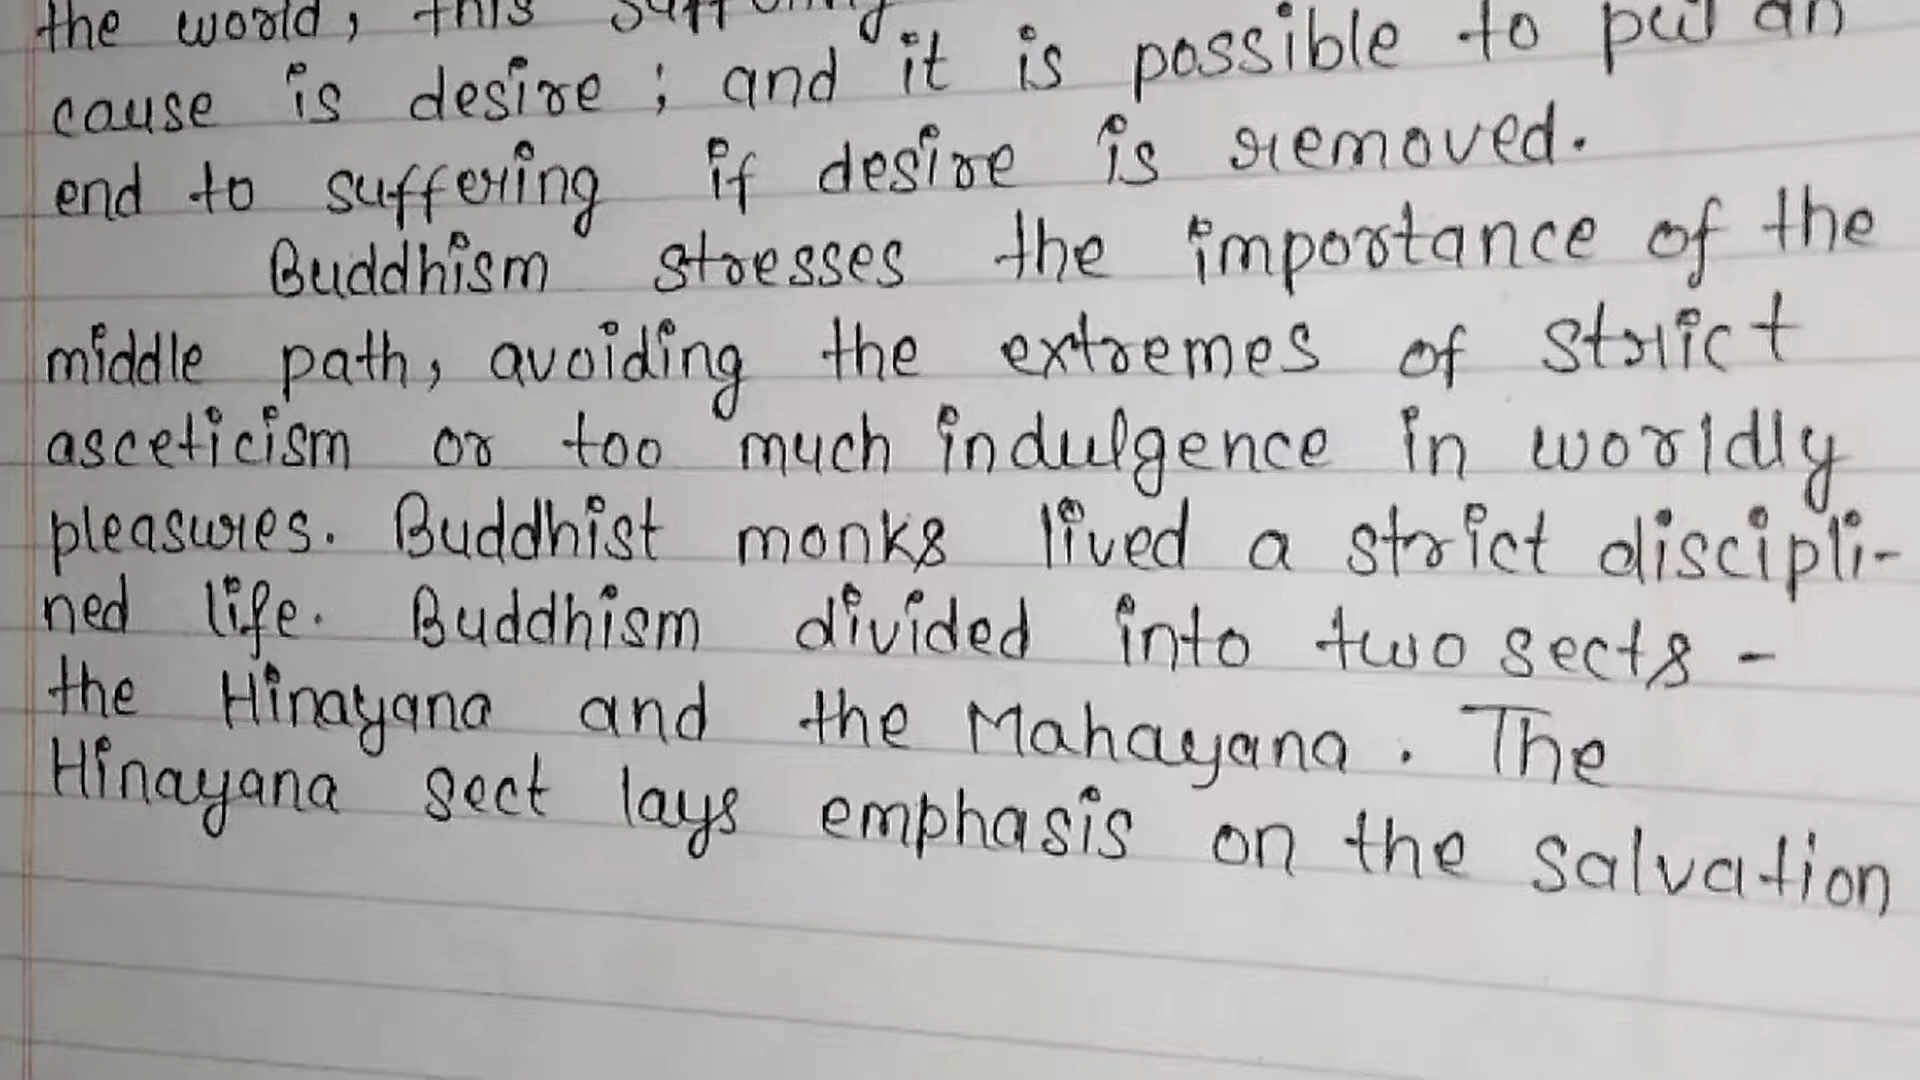 the world, this suffering
cause is desire; and it is possible to put an
end to suffering if desire is removed.
Buddhism stresses the importance of the
middle path, avoiding the extremes of strict
asceticism or too much indulgence in worldly
pleasures. Buddhist monks lived a strict discipli-
ned life. Buddhism divided into two sects -
the Hinayana and the Mahayana. The
Hinayana sect lays emphasis on the salvation